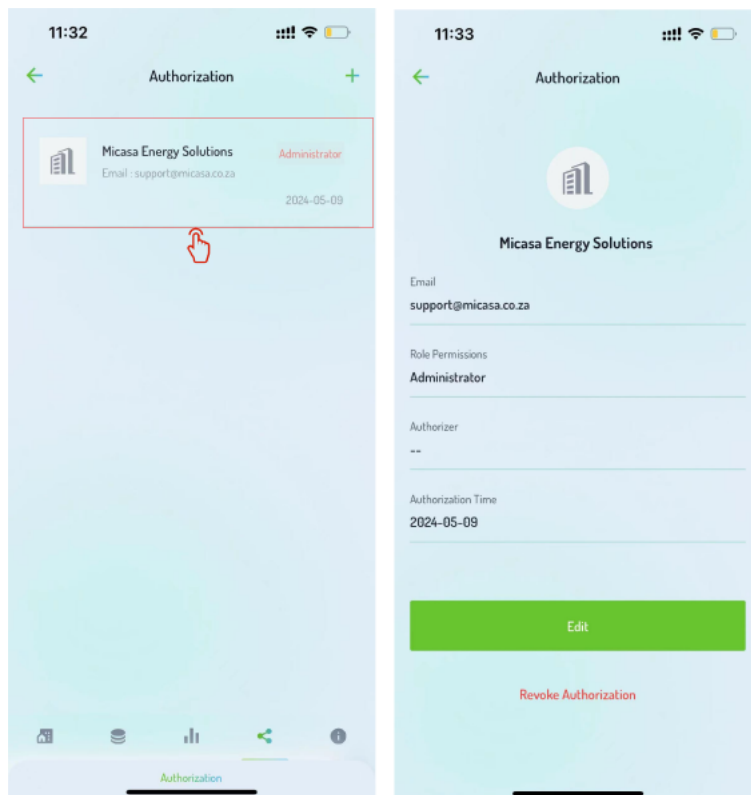 11:32
Authorization
Micasa Energy Solutions
Administrator
Email : support@micasa.co.za
2024-05-09
Authorization
11:33
Authorization
Micasa Energy Solutions
Email
support@micasa.co.za
Role Permissions
Administrator
Authorizer
--
Authorization Time
2024-05-09
Edit
Revoke Authorization